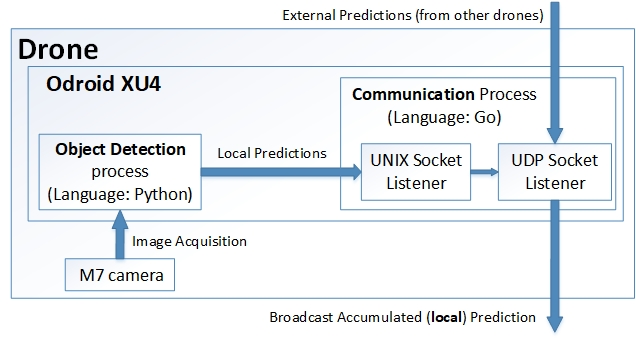 External Predictions (from other drones)
Drone
Odroid XU4
Communication Process
(Language: Go)
Object Detection
process
(Language: Python)
Local Predictions
UNIX Socket
Listener
UDP Socket
Listener
Image Acquisition
M7 camera
Broadcast Accumulated (local) Prediction